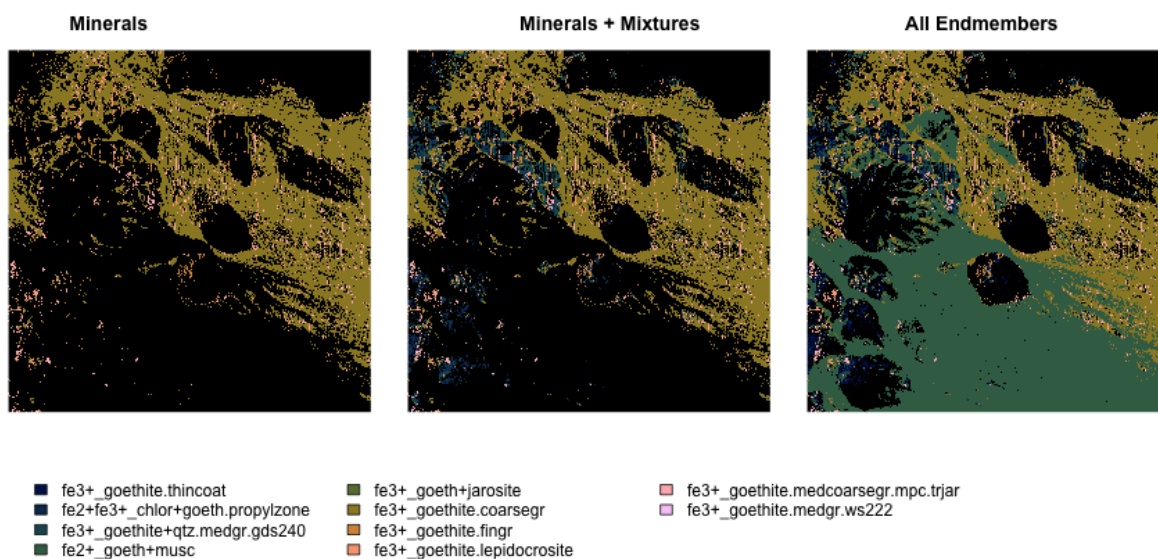 Minerals
Minerals + Mixtures
All Endmembers
fe3+_goethite.thincoat
fe2+fe3+_chlor+goeth.propylzone
fe3+_goethite+qtz.medgr.gds240
fe2+_goeth+musc
fe3+_goeth+jarosite
fe3+_goethite.coarsegr
fe3+_goethite.fingr
fe3+_goethite.lepidocrosite
fe3+_goethite.medcoarsegr.mpc.trjar
fe3+_goethite.medgr.ws222